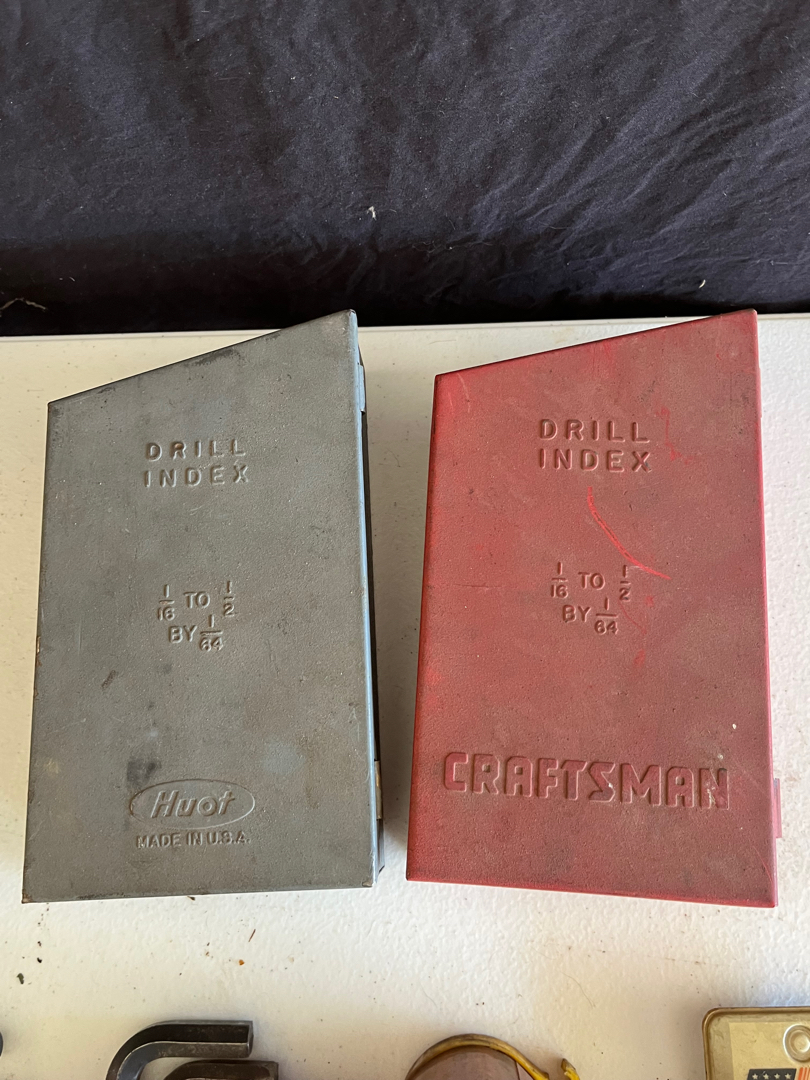 DRILL
INDEX
1/16 TO 1/2
BY 1/64
Huot
MADE IN U.S.A.
DRILL
INDEX
1/16 TO 1/2
BY 1/64
CRAFTSMAN